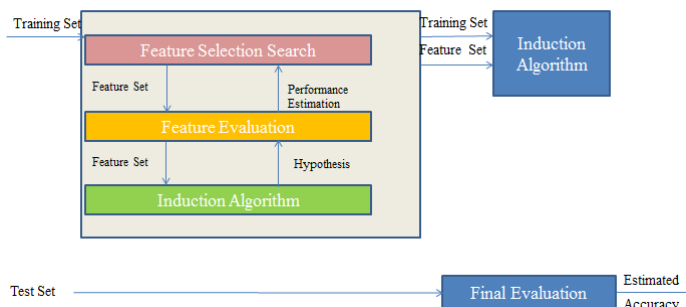 Training Set
Feature Selection Search
Feature Set
Performance
Estimation
Feature Evaluation
Feature Set
Hypothesis
Induction Algorithm
Training Set
Feature Set
Induction
Algorithm
Test Set
Final Evaluation
Estimated
Accuracy